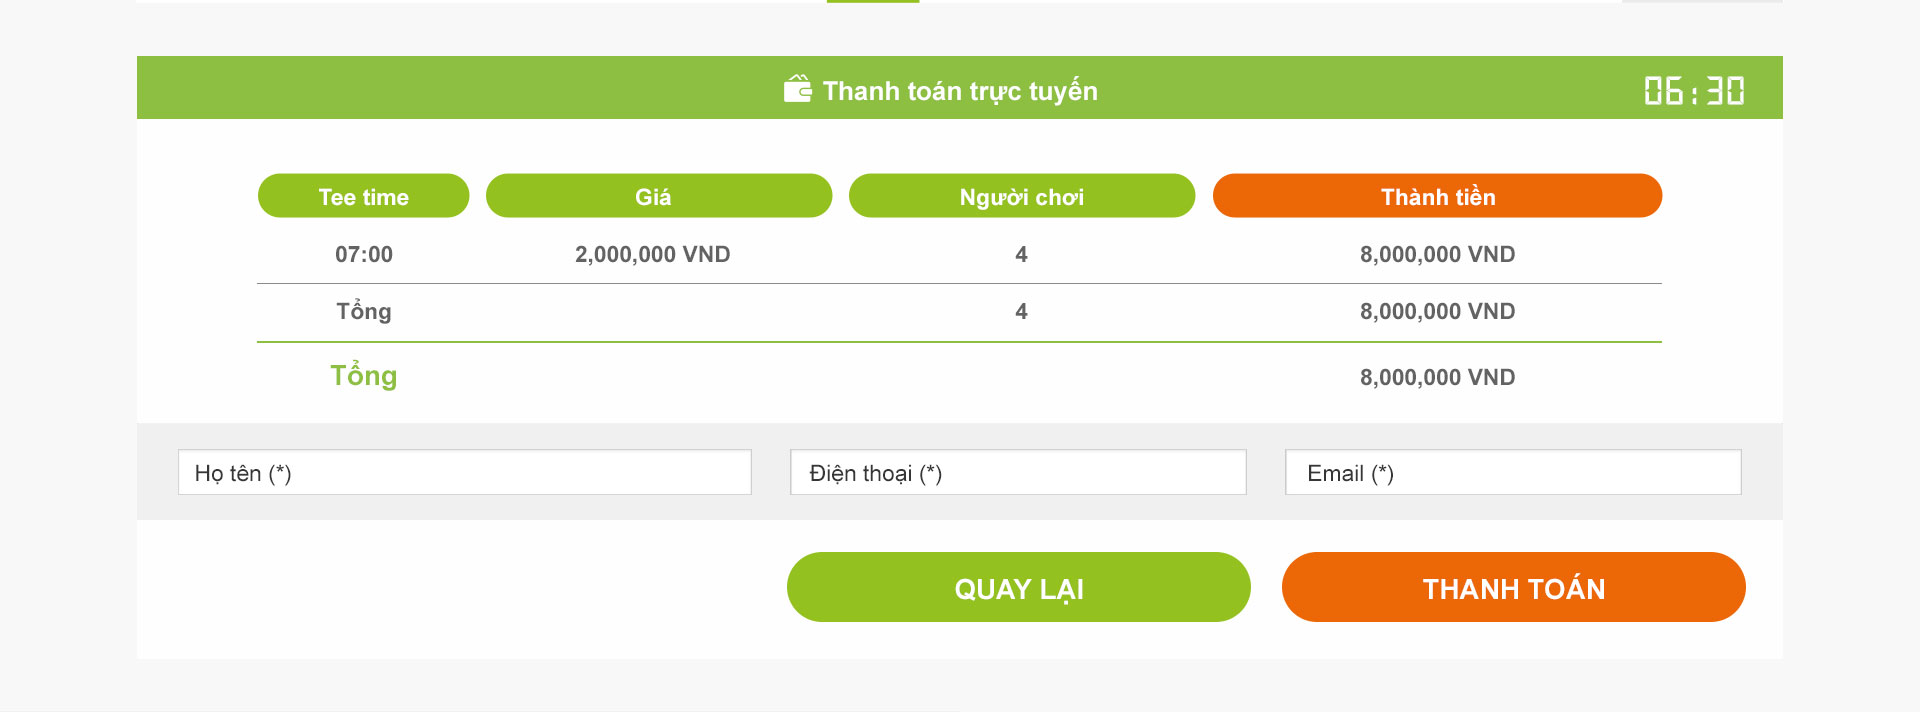 Thanh toán trực tuyến 06:30
Tee time Giá Người chơi Thành tiền
07:00 2,000,000 VND 4 8,000,000 VND
Tổng 4 8,000,000 VND
Tổng 8,000,000 VND
Họ tên (*) Điện thoại (*) Email (*)
QUAY LẠI THANH TOÁN